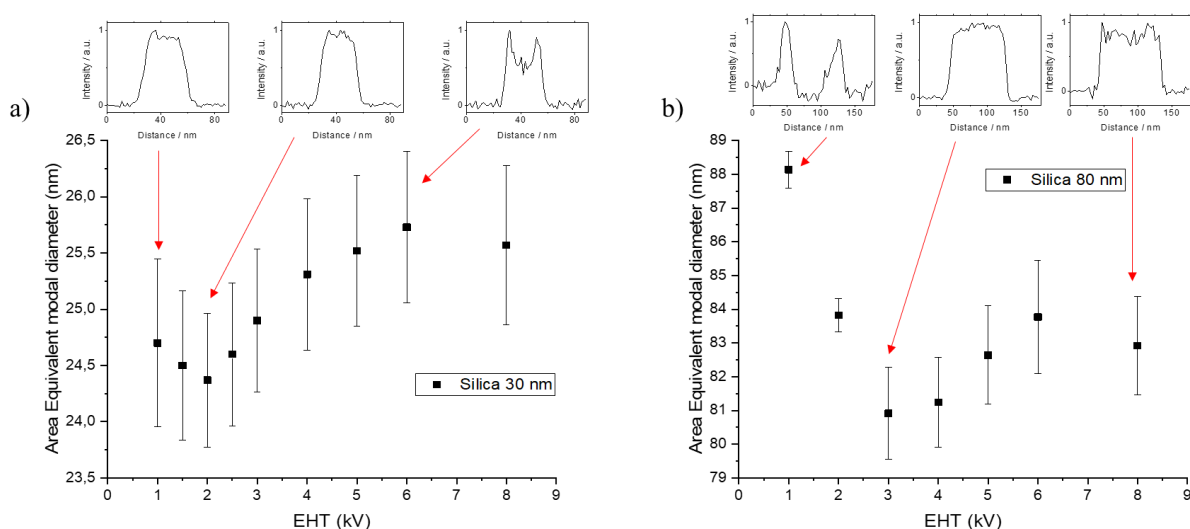 a)
Intensity / a.u.
1
0
0
40
80
Distance / nm
Intensity / a.u.
1
0
0
40
80
Distance / nm
Intensity / a.u.
1
0
0
40
80
Distance / nm
Area Equivalent modal diameter (nm)
26,5
26,0
25,5
25,0
24,5
24,0
23,5
Silica 30 nm
0 1 2 3 4 5 6 7 8 9
EHT (kV)
b)
Intensity / a.u.
1
0
50 100 150
Distance / nm
Intensity / a.u.
1
0
0 50 100 150
Distance / nm
Intensity / a.u.
1
0
0 50 100 150
Distance / nm
Area Equivalent modal diameter (nm)
89
88
87
86
85
84
83
82
81
80
79
Silica 80 nm
0 1 2 3 4 5 6 7 8 9
EHT (kV)